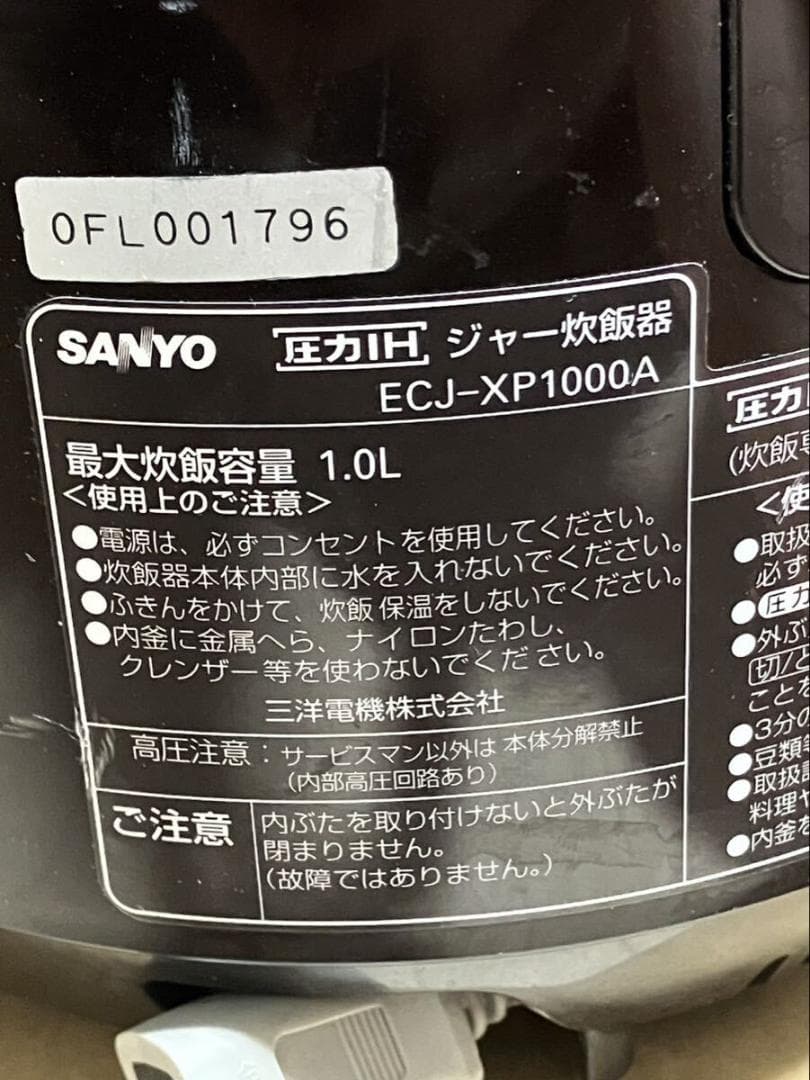 0FL001796
SANYO 圧力IH ジャー炊飯器
ECJ-XP1000A
最大炊飯容量 1.0L
<使用上のご注意>
●電源は、必ずコンセントを使用してください。
●炊飯器本体内部に水を入れないでください。
●ふきんをかけて、炊飯 保温をしないでください。
●内釜に金属へら、ナイロンたわし、
クレンザー等を使わないでください。
三洋電機株式会社
高圧注意：サービスマン以外は 本体分解禁止
(内部高圧回路あり)
ご注意
内ぶたを取り付けないと外ぶたが
閉まりません。
(故障ではありません。)
圧力
(炊飯
<使
●取扱
必ず
●圧力
●外ぶ
切/と
ことを
●3分の
●豆類
●取扱
料理や
●内釜を